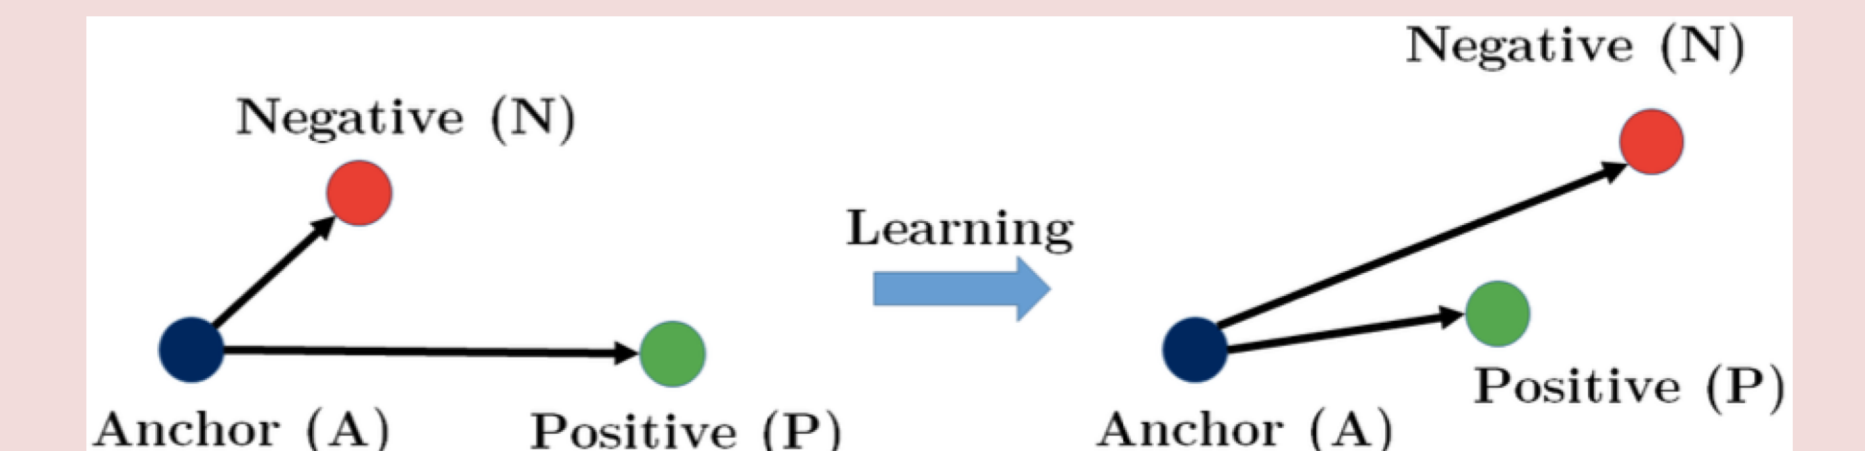 Negative (N)
Anchor (A)
Positive (P)
Learning
Negative (N)
Anchor (A)
Positive (P)